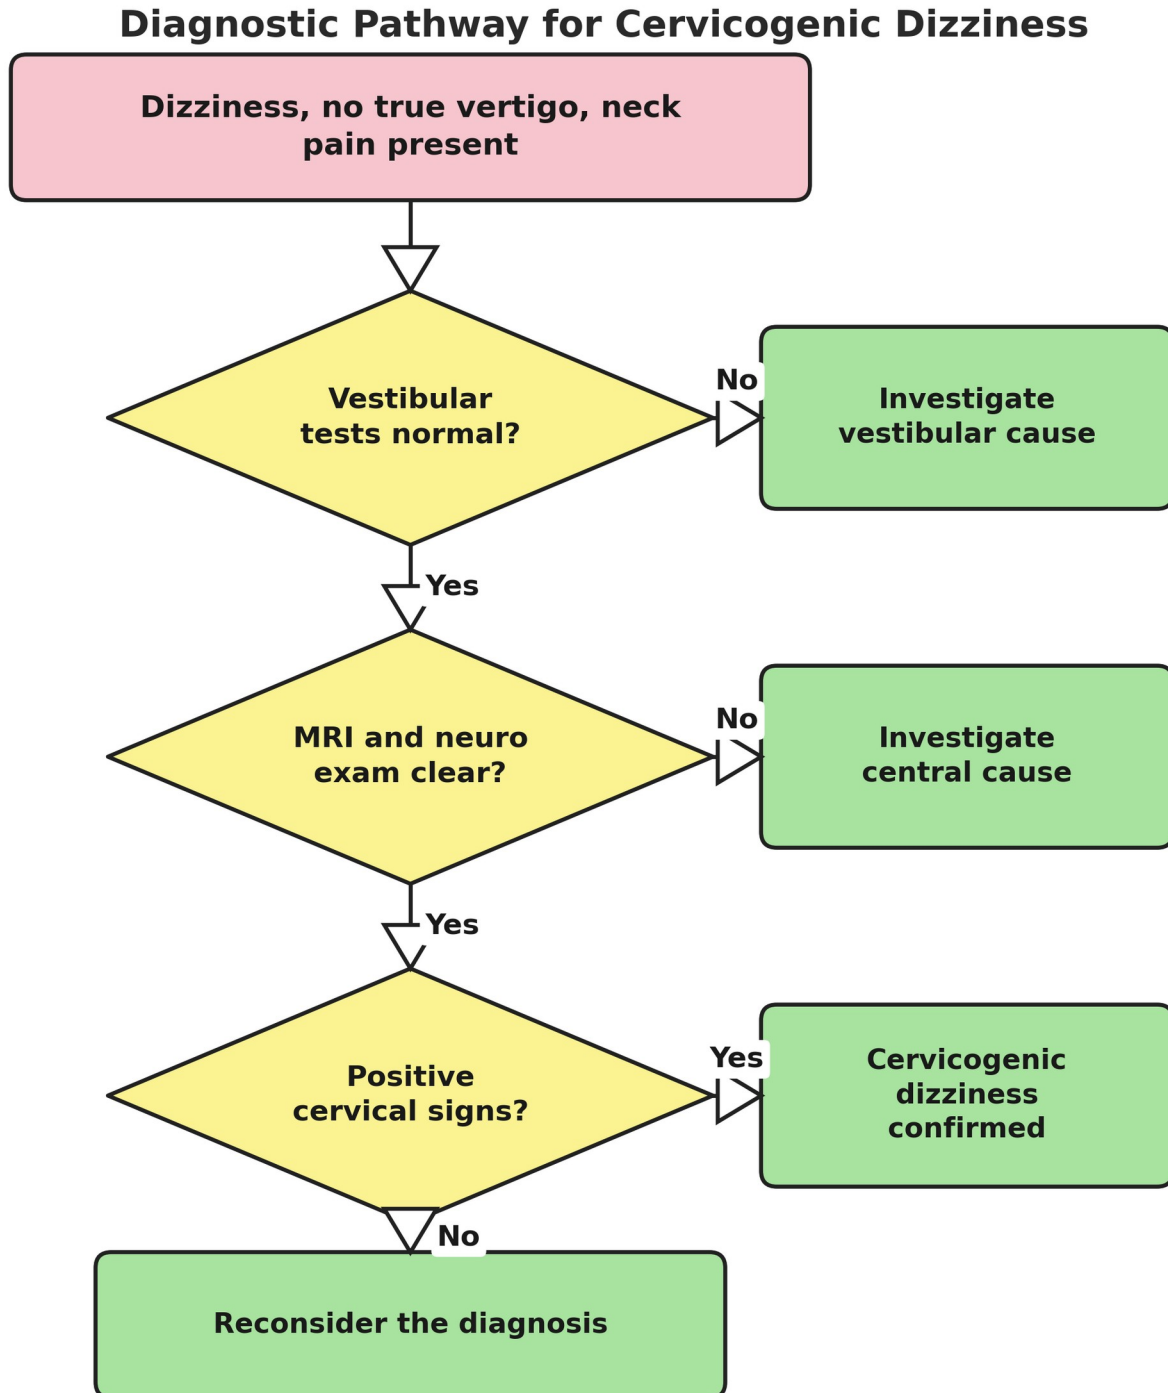 Diagnostic Pathway for Cervicogenic Dizziness
Dizziness, no true vertigo, neck
pain present
Vestibular
tests normal?
No
Investigate
vestibular cause
Yes
MRI and neuro
exam clear?
No
Investigate
central cause
Yes
Positive
cervical signs?
Yes
Cervicogenic
dizziness
confirmed
No
Reconsider the diagnosis